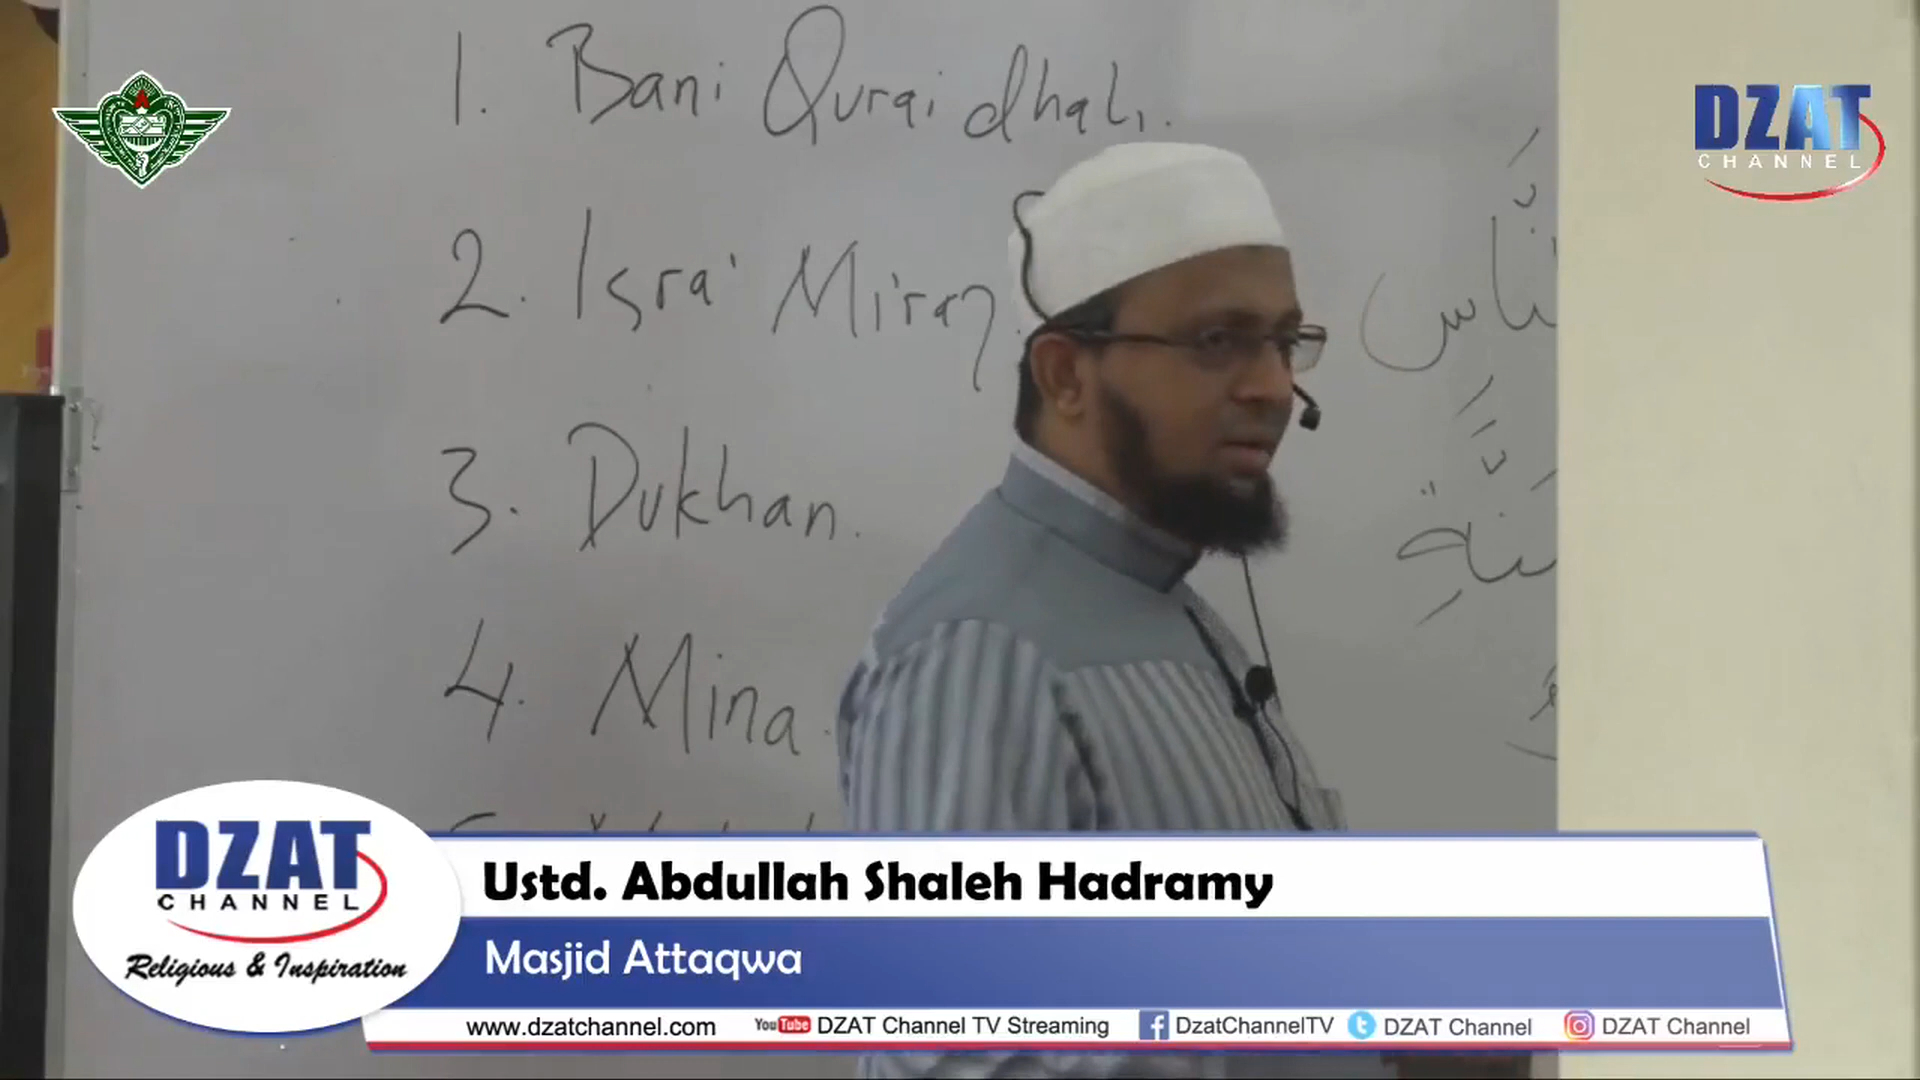 1. Bani Quraidhah.
DZAT
CHANNEL
2. Isra' Mi'raj.
3. Dukhan.
4. Mina.
DZAT
CHANNEL
Religious & Inspiration
Ustd. Abdullah Shaleh Hadramy
Masjid Attaqwa
www.dzatchannel.com YouTube DZAT Channel TV Streaming DzatChannelTV DZAT Channel DZAT Channel